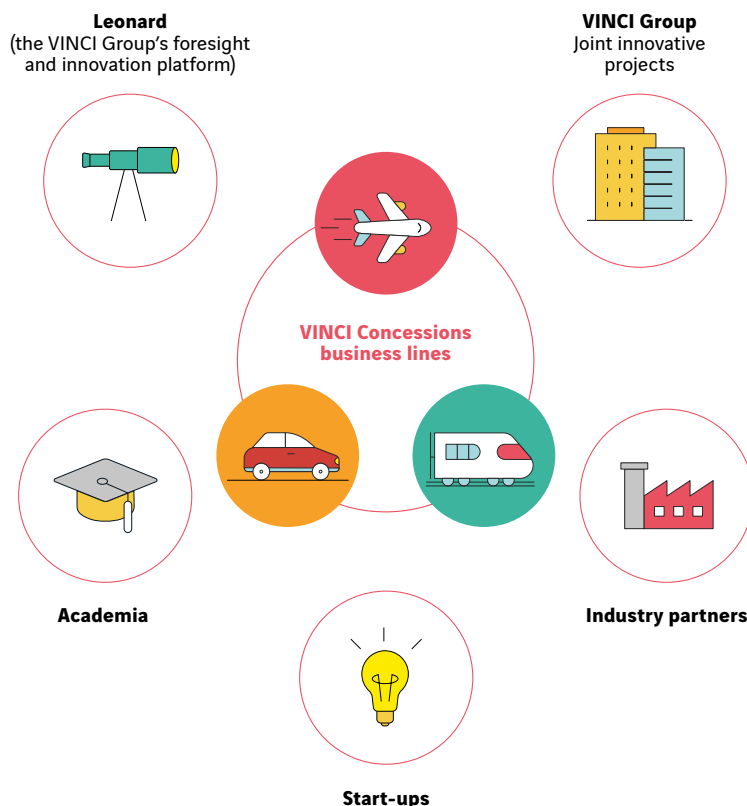 Leonard
(the VINCI Group’s foresight
and innovation platform)
VINCI Group
Joint innovative
projects
VINCI Concessions
business lines
Academia
Industry partners
Start-ups